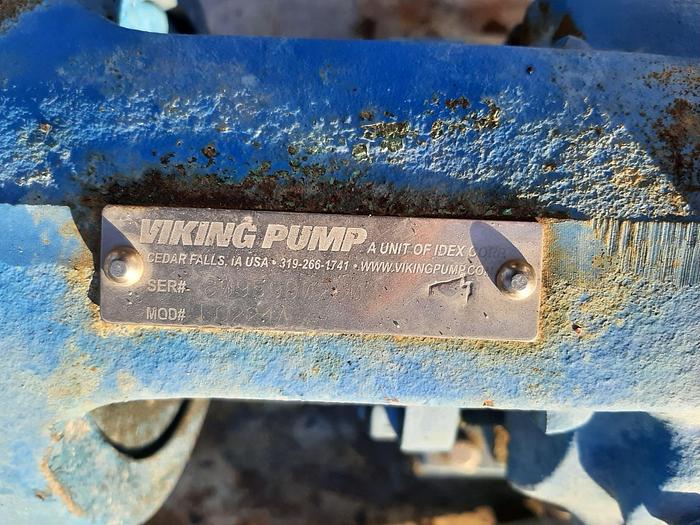 VIKING PUMP A UNIT OF IDEX CORP.
CEDAR FALLS, IA USA • 319-266-1741 • WWW.VIKINGPUMP.COM
SER#
MOD#